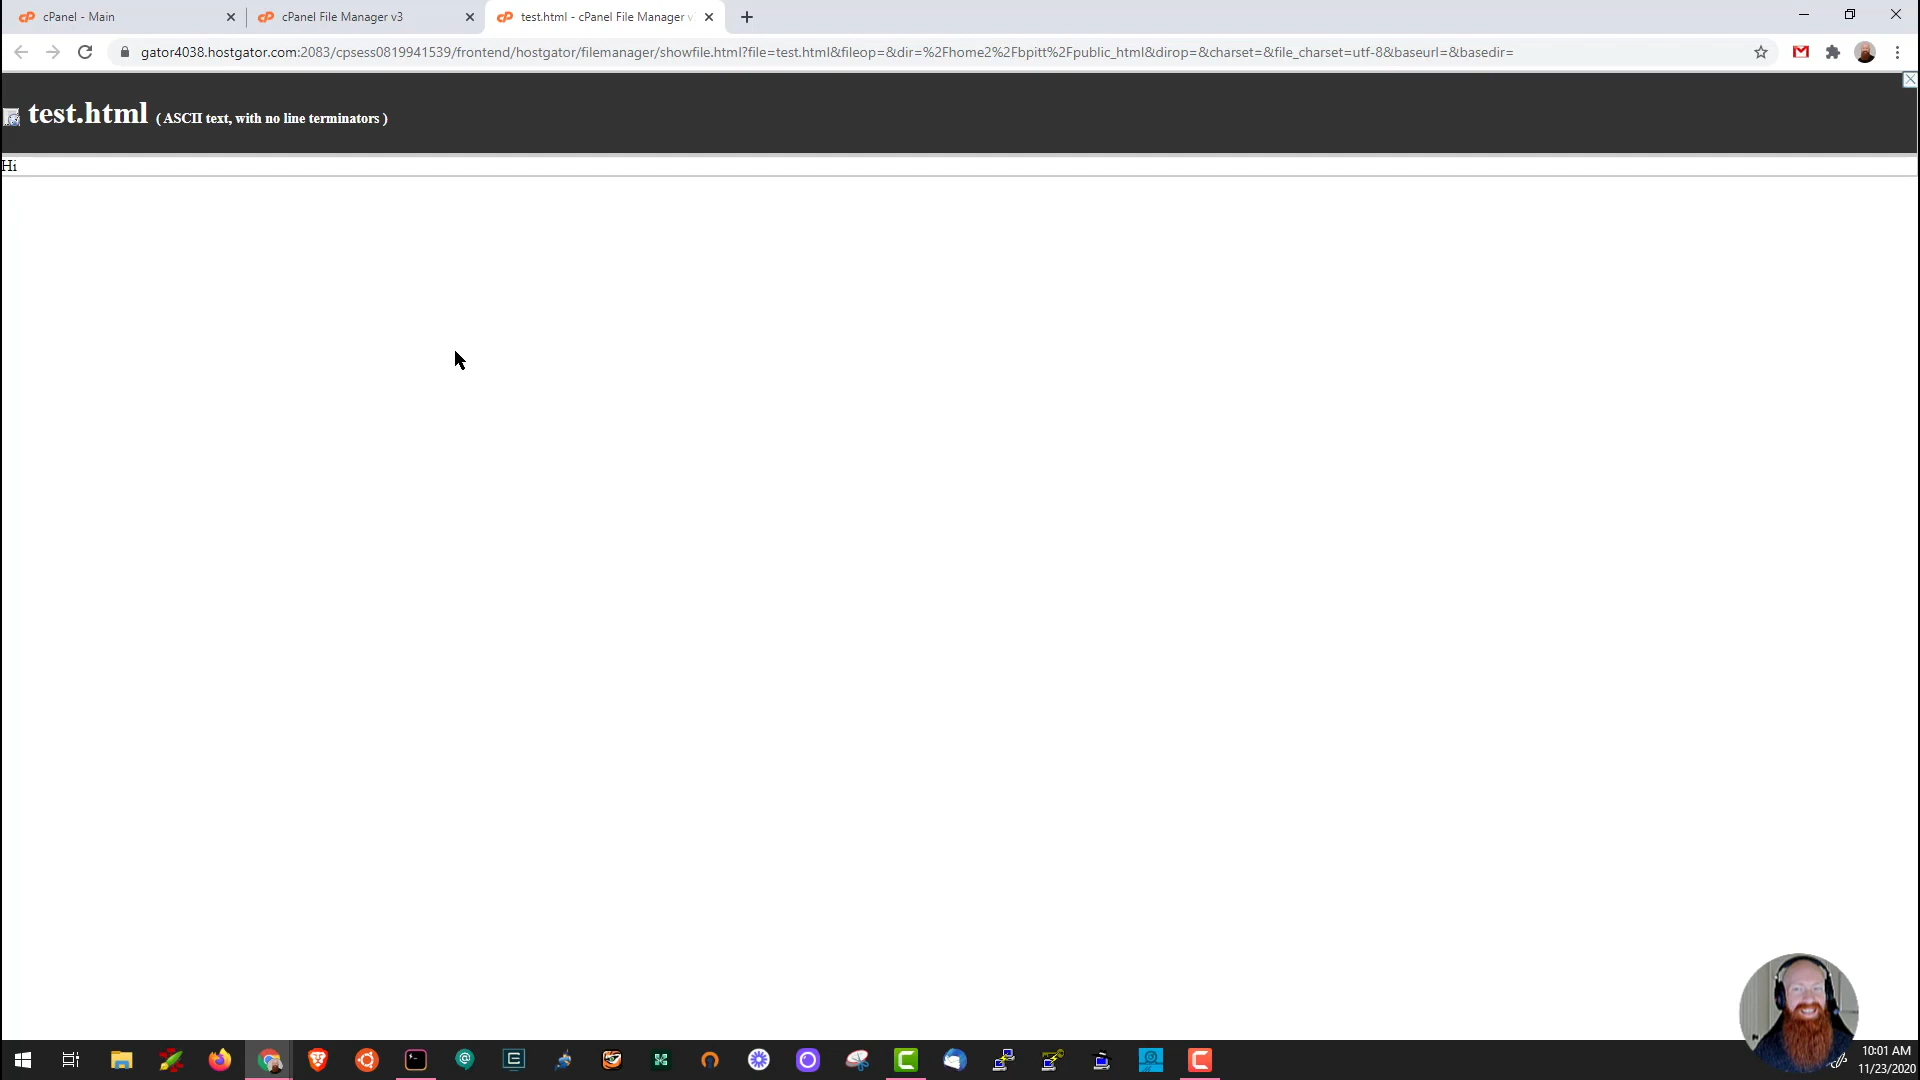 cPanel - Main
cPanel File Manager v3
test.html - cPanel File Manager v
gator4038.hostgator.com:2083/cpsess0819941539/frontend/hostgator/filemanager/showfile.html?file=test.html&fileop=&dir=%2Fhome2%2Fbpitt%2Fpublic_html&dirop=&charset=&file_charset=utf-8&baseurl=&basedir=
test.html ( ASCII text, with no line terminators )
Hi
10:01 AM
11/23/2020